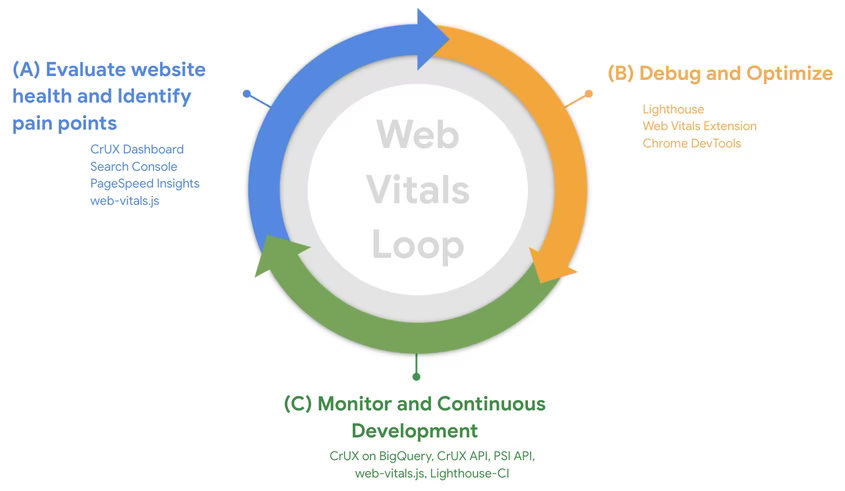 (A) Evaluate website
health and Identify
pain points
CrUX Dashboard
Search Console
PageSpeed Insights
web-vitals.js
Web
Vitals
Loop
(B) Debug and Optimize
Lighthouse
Web Vitals Extension
Chrome DevTools
(C) Monitor and Continuous
Development
CrUX on BigQuery, CrUX API, PSI API,
web-vitals.js, Lighthouse-CI